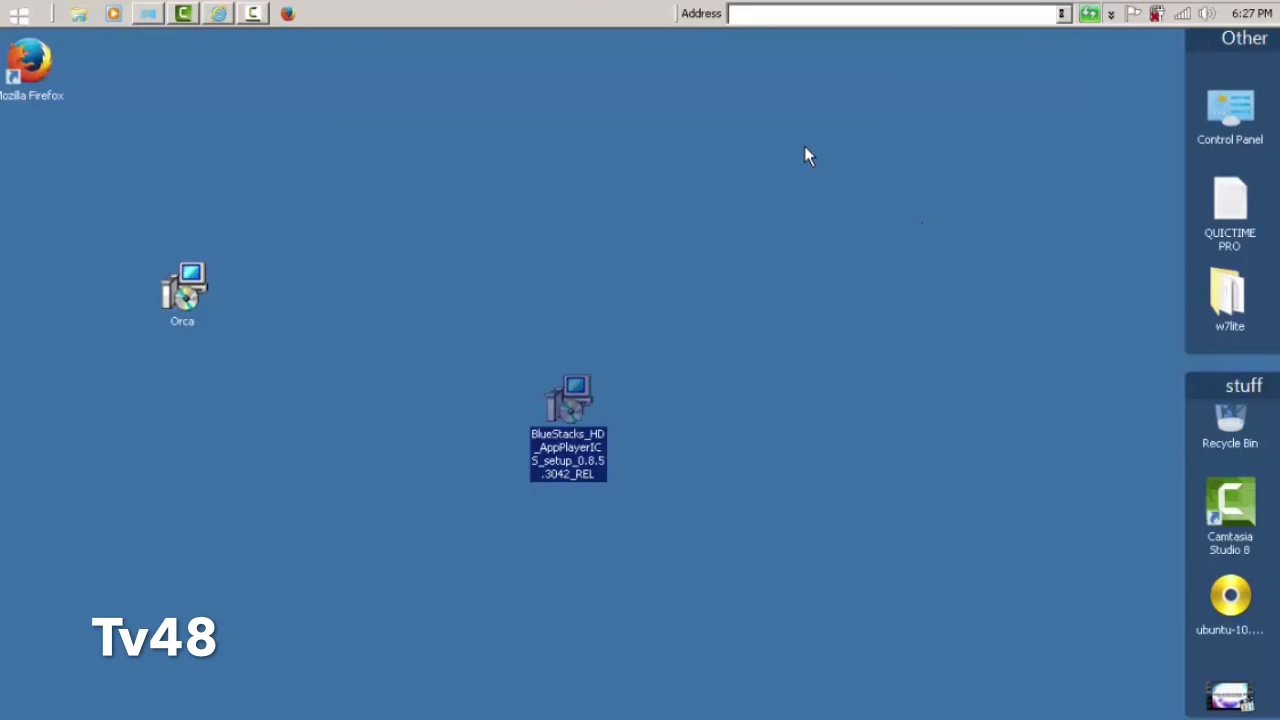 Address
6:27 PM
Mozilla Firefox
Other
Control Panel
QUICTIME
PRO
w7lite
Orca
BlueStacks_HD
_AppPlayerIC
S_setup_0.8.5
.3042_REL
stuff
Recycle Bin
Camtasia
Studio 8
ubuntu-10....
Tv48